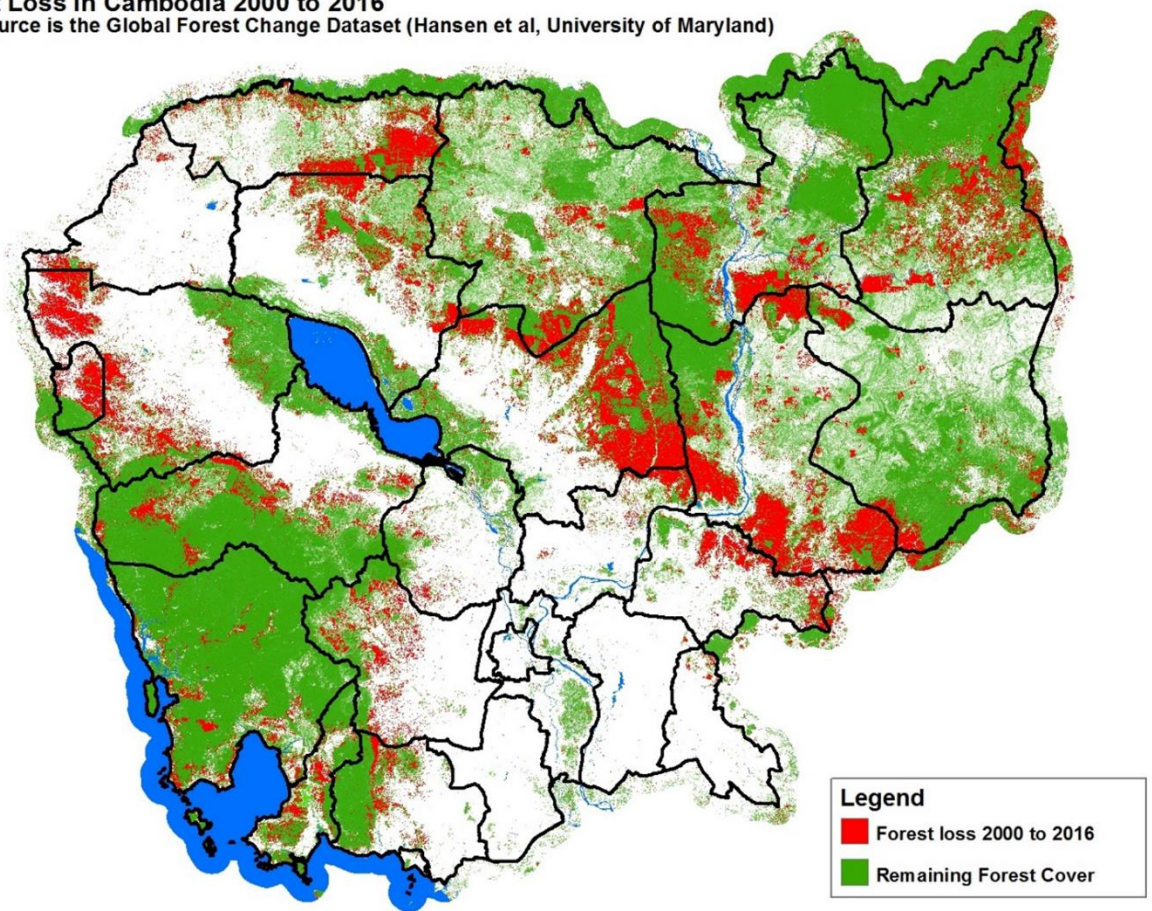 Loss in Cambodia 2000 to 2016
urce is the Global Forest Change Dataset (Hansen et al, University of Maryland)
Legend
Forest loss 2000 to 2016
Remaining Forest Cover